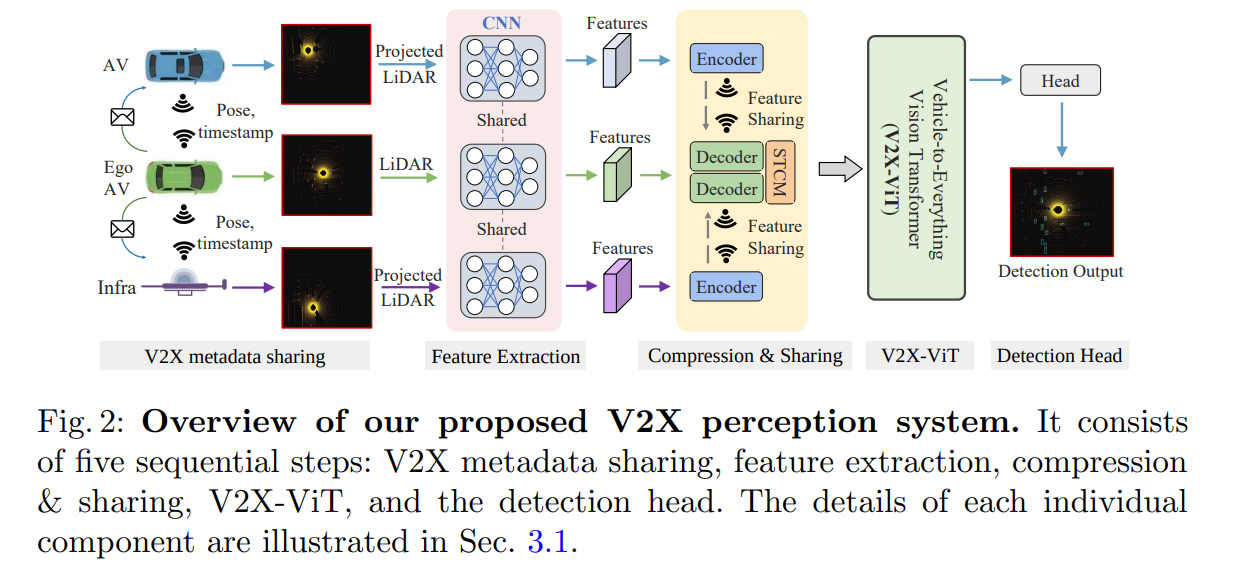 CNN
Features
AV
Projected
LiDAR
Encoder
Pose,
timestamp
Shared
Feature
Sharing
Ego
AV
LiDAR
Features
Decoder
Decoder
STCM
Vehicle-to-Everything
Vision Transformer
(V2X-ViT)
Head
Pose,
timestamp
Shared
Feature
Sharing
Infra
Projected
LiDAR
Features
Encoder
Detection Output
V2X metadata sharing
Feature Extraction
Compression & Sharing
V2X-ViT
Detection Head
Fig. 2: Overview of our proposed V2X perception system. It consists
of five sequential steps: V2X metadata sharing, feature extraction, compression
& sharing, V2X-ViT, and the detection head. The details of each individual
component are illustrated in Sec. 3.1.